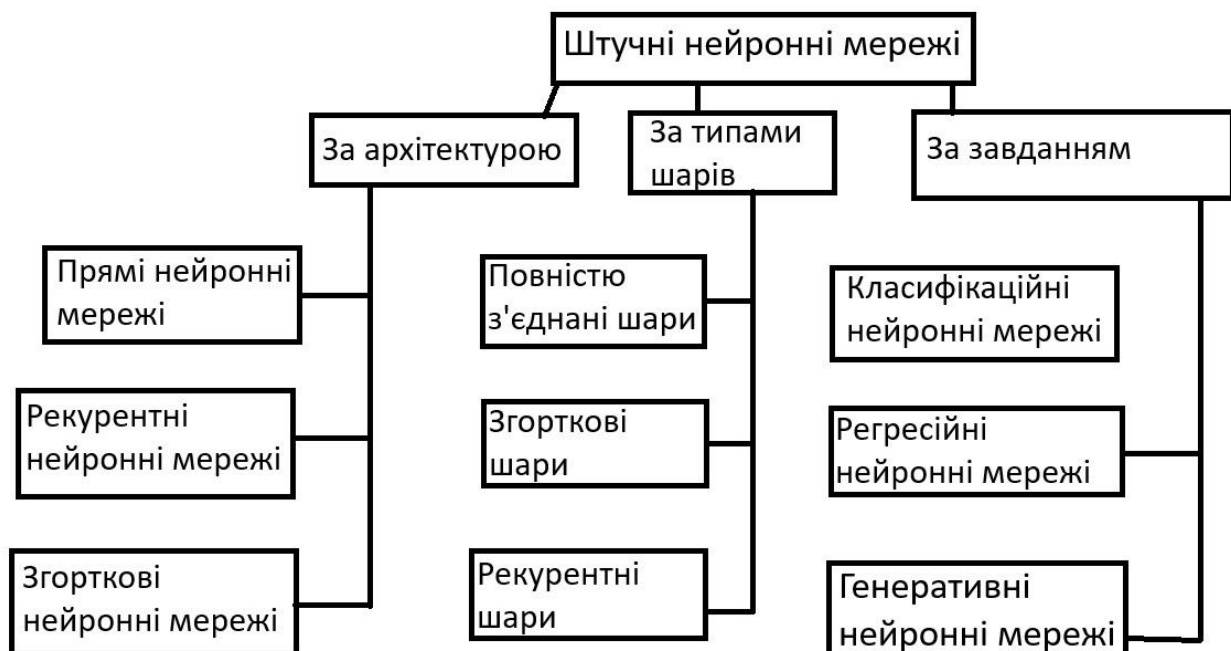 Штучні нейронні мережі
За архітектурою
За типами
шарів
За завданням
Прямі нейронні
мережі
Повністю
з'єднані шари
Класифікаційні
нейронні мережі
Рекурентні
нейронні мережі
Згорткові
шари
Регресійні
нейронні мережі
Згорткові
нейронні мережі
Рекурентні
шари
Генеративні
нейронні мережі